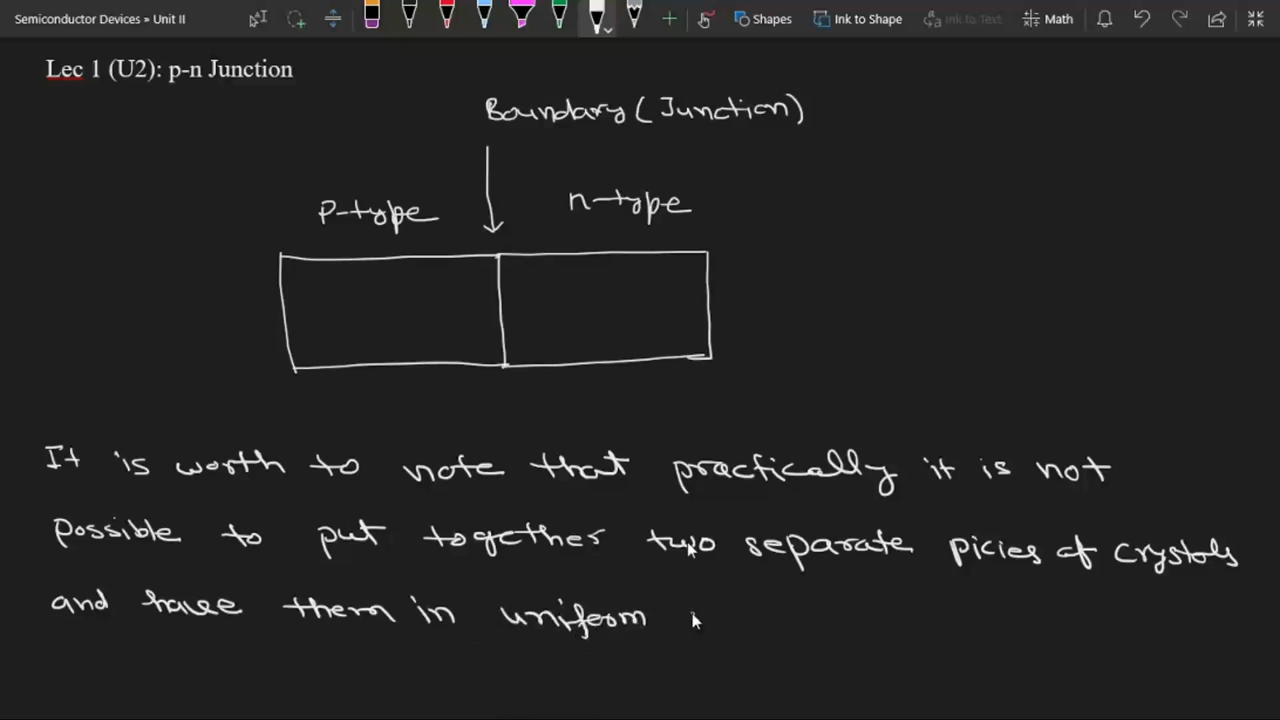 Semiconductor Devices » Unit II
Shapes
Ink to Shape
Ink to Text
Math
Lec 1 (U2): p-n Junction
Boundary (Junction)
P-type
n-type
It is worth to note that practically it is not
possible to put together two separate picies of crystols
and have them in uniform